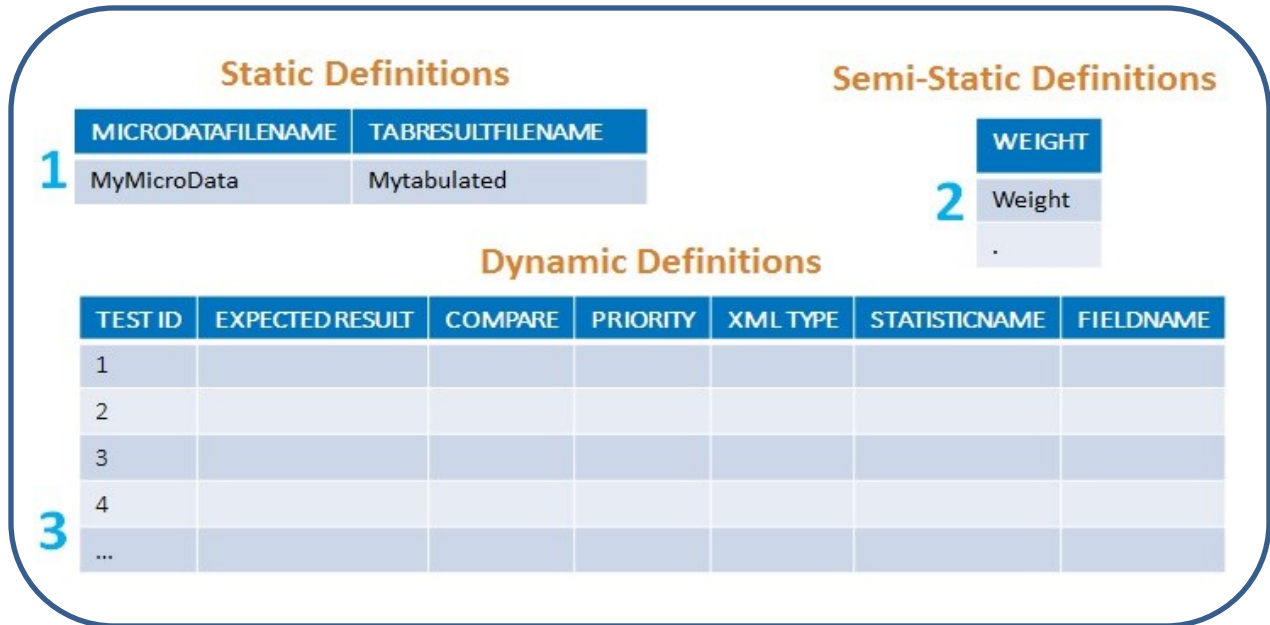 Static Definitions
Semi-Static Definitions
MICRODATAFILENAME TABRESULTFILENAME
WEIGHT
1
MyMicroData Mytabulated
2
Weight
.
Dynamic Definitions
TEST ID EXPECTED RESULT COMPARE PRIORITY XML TYPE STATISTICNAME FIELDNAME
1
2
3
4
3
...